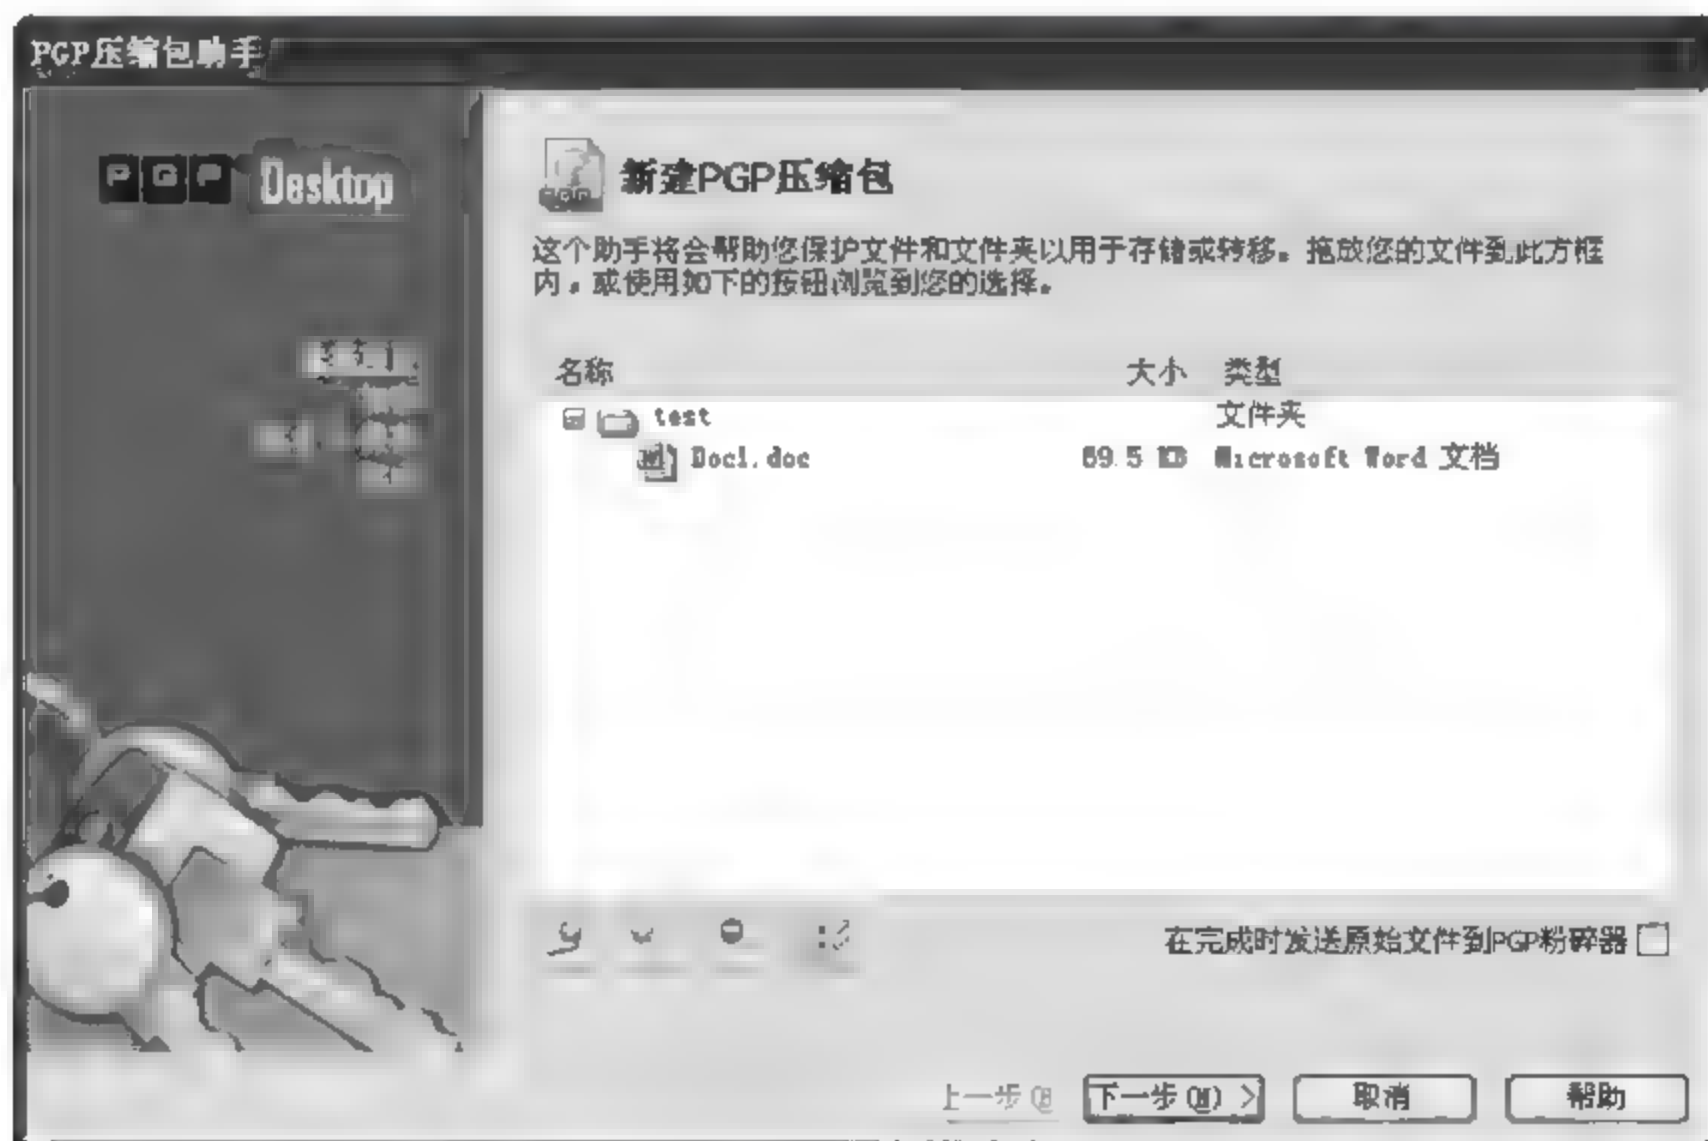 PGP压缩包助手
PGP Desktop
新建PGP压缩包
这个助手将会帮助您保护文件和文件夹以用于存储或转移。拖放您的文件到此方框
内，或使用如下的按钮浏览到您的选择。
名称 大小 类型
test 文件夹
Doc1.doc 69.5 KB Microsoft Word 文档
在完成时发送原始文件到PGP粉碎器
上一步(B 下一步(N) > 取消 帮助